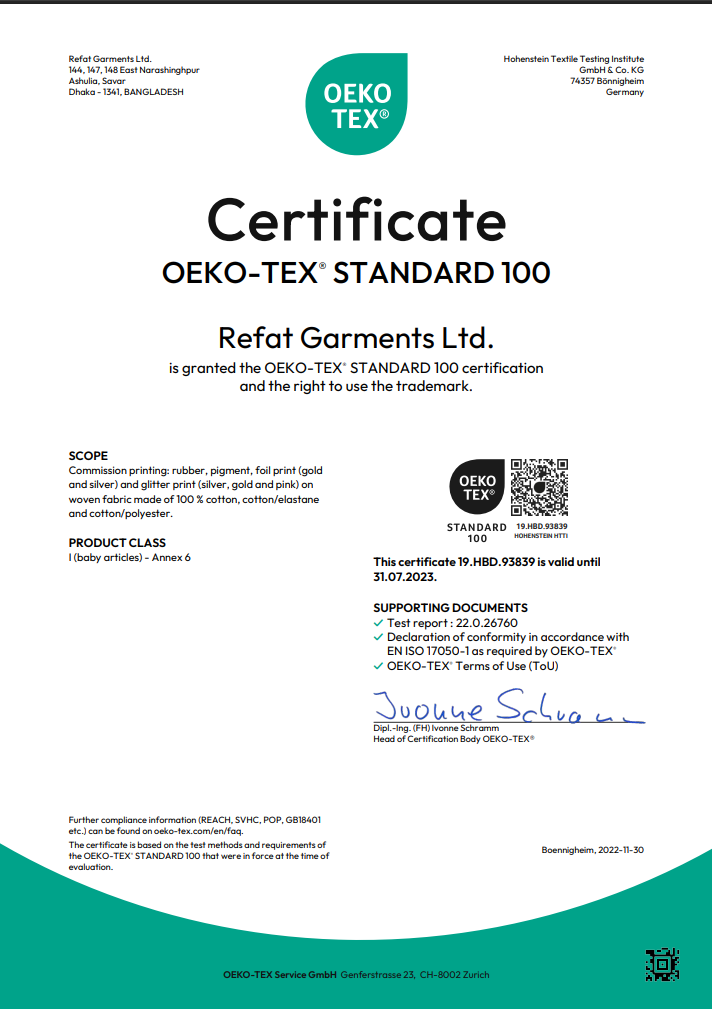 Refat Garments Ltd.
144, 147, 148 East Narashinghpur
Ashulia, Savar
Dhaka - 1341, BANGLADESH
OEKO
TEX®
Hohenstein Textile Testing Institute
GmbH & Co. KG
74357 Bönnigheim
Germany
Certificate
OEKO-TEX® STANDARD 100
Refat Garments Ltd.
is granted the OEKO-TEX® STANDARD 100 certification
and the right to use the trademark.
SCOPE
Commission printing: rubber, pigment, foil print (gold
and silver) and glitter print (silver, gold and pink) on
woven fabric made of 100 % cotton, cotton/elastane
and cotton/polyester.
PRODUCT CLASS
I (baby articles) - Annex 6
OEKO
TEX®
STANDARD
100
19.HBD.93839
HOHENSTEIN HTTI
This certificate 19.HBD.93839 is valid until
31.07.2023.
SUPPORTING DOCUMENTS
✓ Test report : 22.0.26760
✓ Declaration of conformity in accordance with
EN ISO 17050-1 as required by OEKO-TEX®
✓ OEKO-TEX® Terms of Use (ToU)
Ivonne Schramm
Dipl.-Ing. (FH) Ivonne Schramm
Head of Certification Body OEKO-TEX®
Further compliance information (REACH, SVHC, POP, GB18401
etc.) can be found on oeko-tex.com/en/faq.
The certificate is based on the test methods and requirements of
the OEKO-TEX® STANDARD 100 that were in force at the time of
evaluation.
Boennigheim, 2022-11-30
OEKO-TEX Service GmbH Genferstrasse 23, CH-8002 Zurich